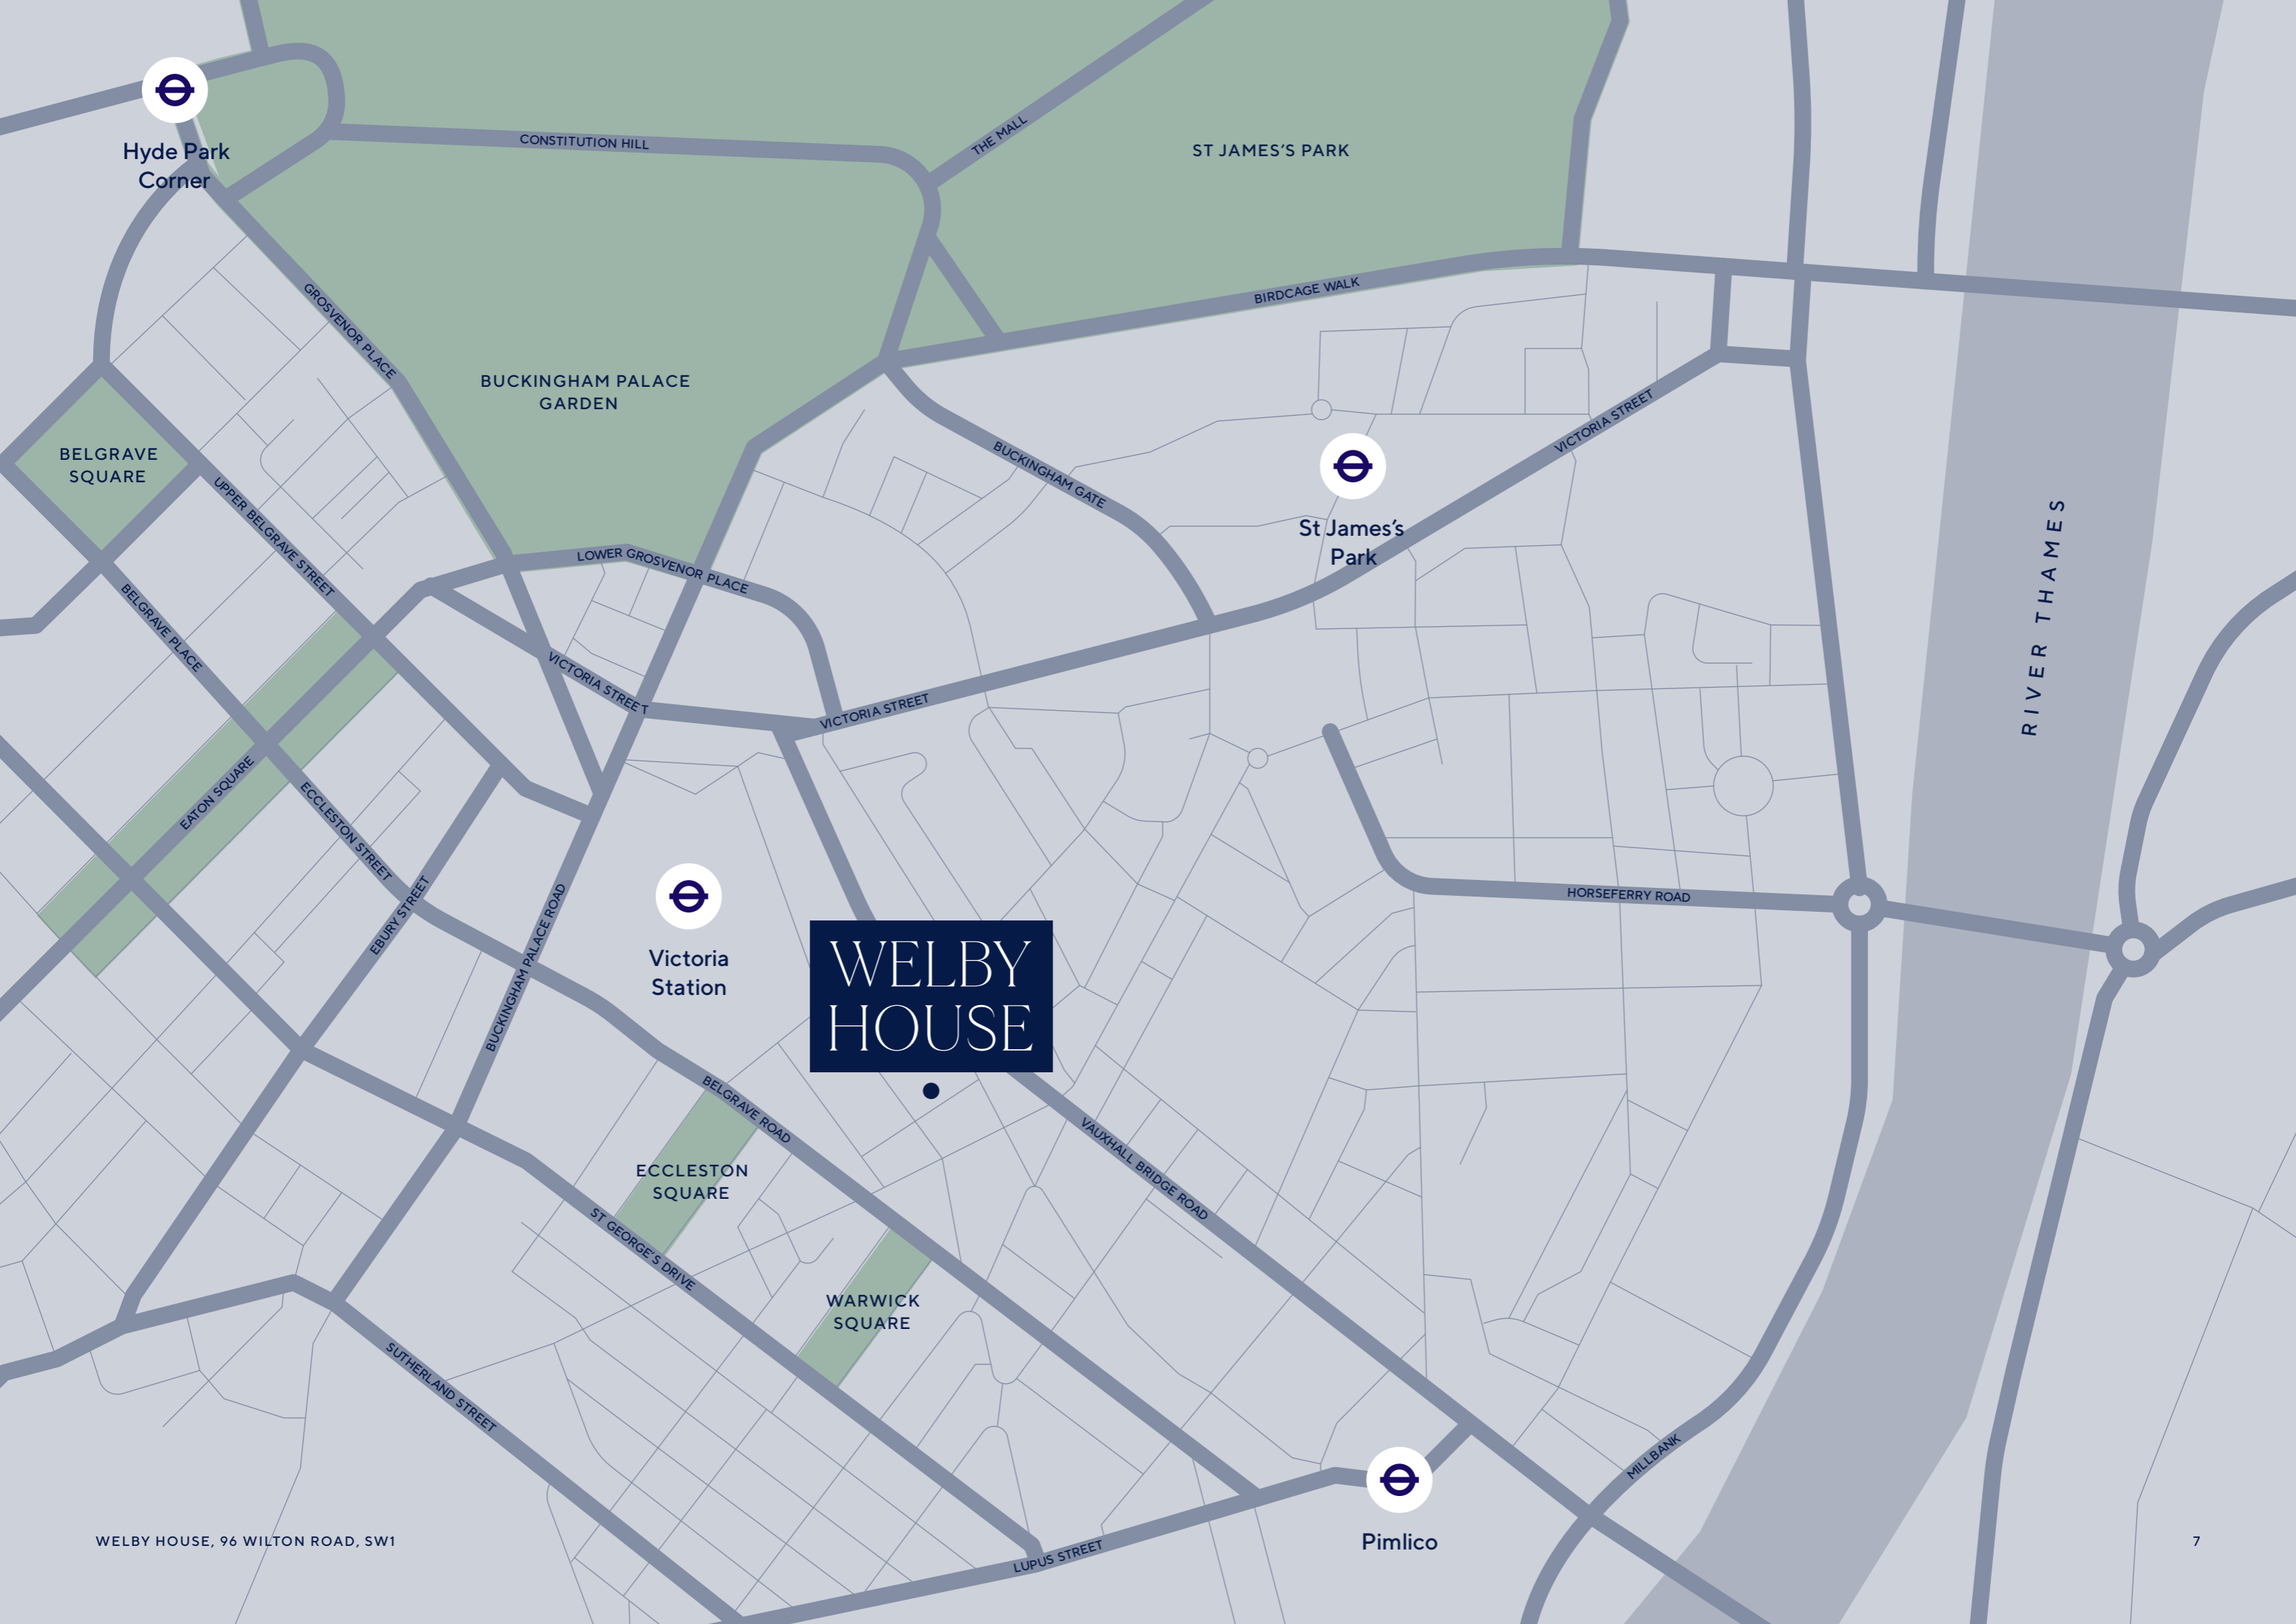 CONSTITUTION HILL
THE MALL
ST JAMES’S PARK
Hyde Park
Corner
GROSVENOR PLACE
BIRDCAGE WALK
BUCKINGHAM PALACE
GARDEN
BELGRAVE
SQUARE
UPPER BELGRAVE STREET
BUCKINGHAM GATE
VICTORIA STREET
St James’s
Park
LOWER GROSVENOR PLACE
BELGRAVE PLACE
VICTORIA STREET
VICTORIA STREET
RIVER THAMES
EATON SQUARE
ECCLESTON STREET
EBURY STREET
BUCKINGHAM PALACE ROAD
HORSEFERRY ROAD
Victoria
Station
WELBY
HOUSE
BELGRAVE ROAD
VAUXHALL BRIDGE ROAD
ECCLESTON
SQUARE
ST GEORGE’S DRIVE
WARWICK
SQUARE
SUTHERLAND STREET
MILLBANK
LUPUS STREET
Pimlico
WELBY HOUSE, 96 WILTON ROAD, SW1
7